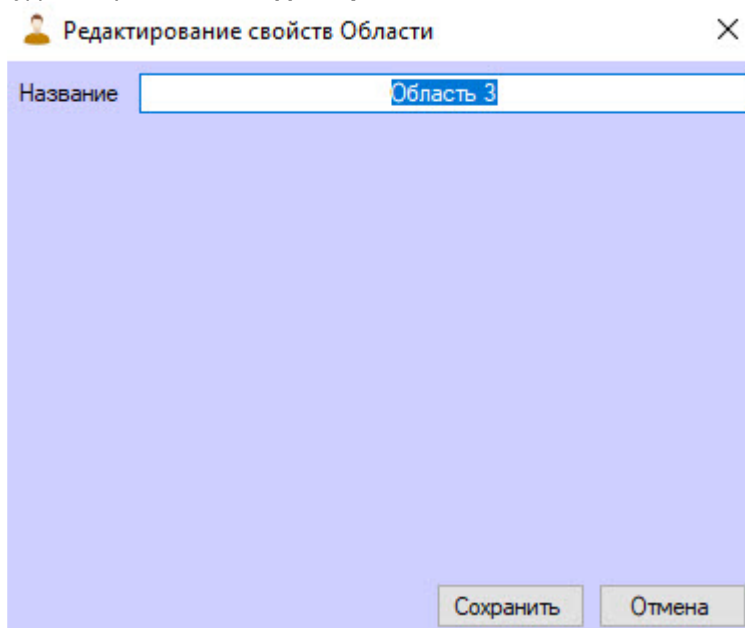 Редактирование свойств Области
Название Область 3
Сохранить Отмена